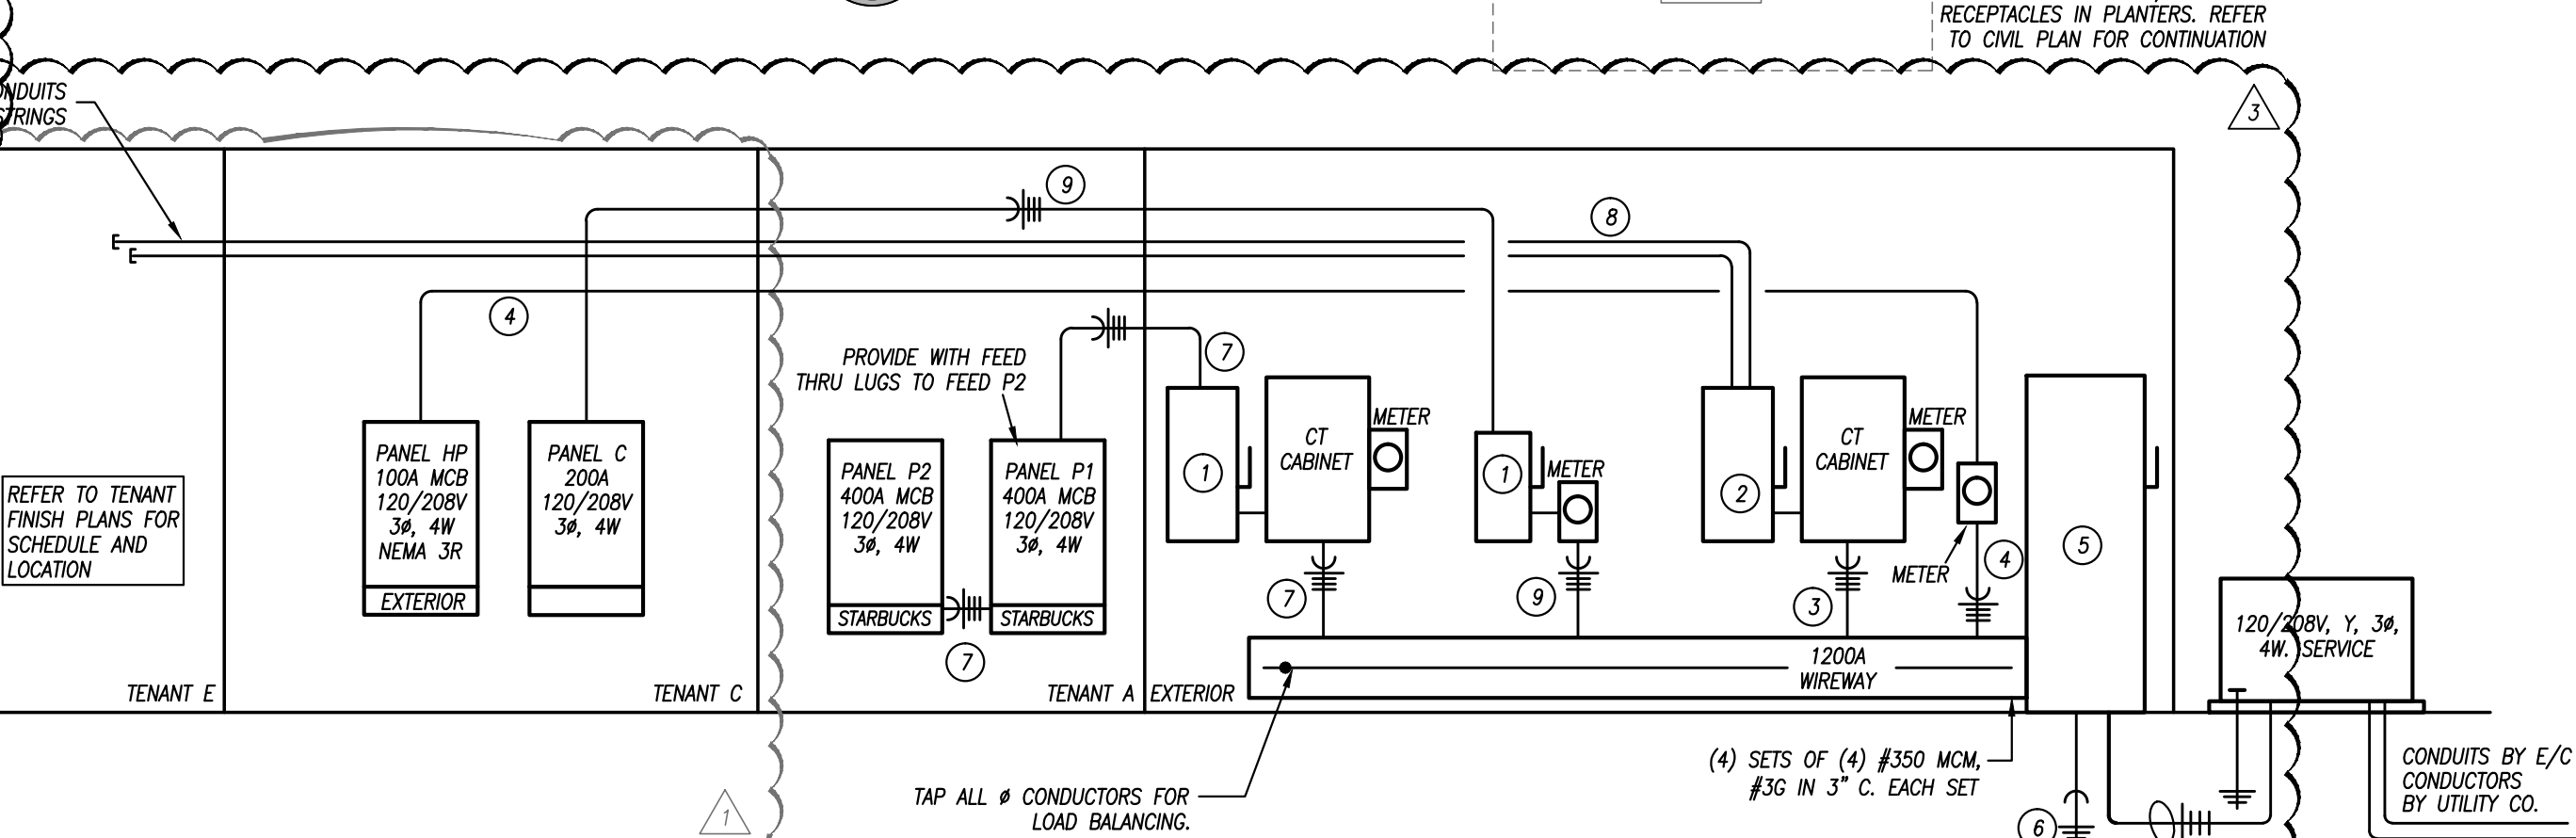 RECEPTACLES IN PLANTERS. REFER
TO CIVIL PLAN FOR CONTINUATION
3
STRINGS
9
8
4
PROVIDE WITH FEED
THRU LUGS TO FEED P2
7
REFER TO TENANT
FINISH PLANS FOR
SCHEDULE AND
LOCATION
PANEL HP
100A MCB
120/208V
3ø, 4W
NEMA 3R
EXTERIOR
PANEL C
200A
120/208V
3ø, 4W
PANEL P2
400A MCB
120/208V
3ø, 4W
STARBUCKS
7
PANEL P1
400A MCB
120/208V
3ø, 4W
STARBUCKS
1
CT
CABINET
METER
7
1
METER
9
2
CT
CABINET
METER
3
METER
4
5
120/208V, Y, 3ø,
4W. SERVICE
1200A
WIREWAY
TENANT E
TENANT C
TENANT A
EXTERIOR
1
TAP ALL ø CONDUCTORS FOR
LOAD BALANCING.
(4) SETS OF (4) #350 MCM,
#3G IN 3" C. EACH SET
6
CONDUITS BY E/C
CONDUCTORS
BY UTILITY CO.